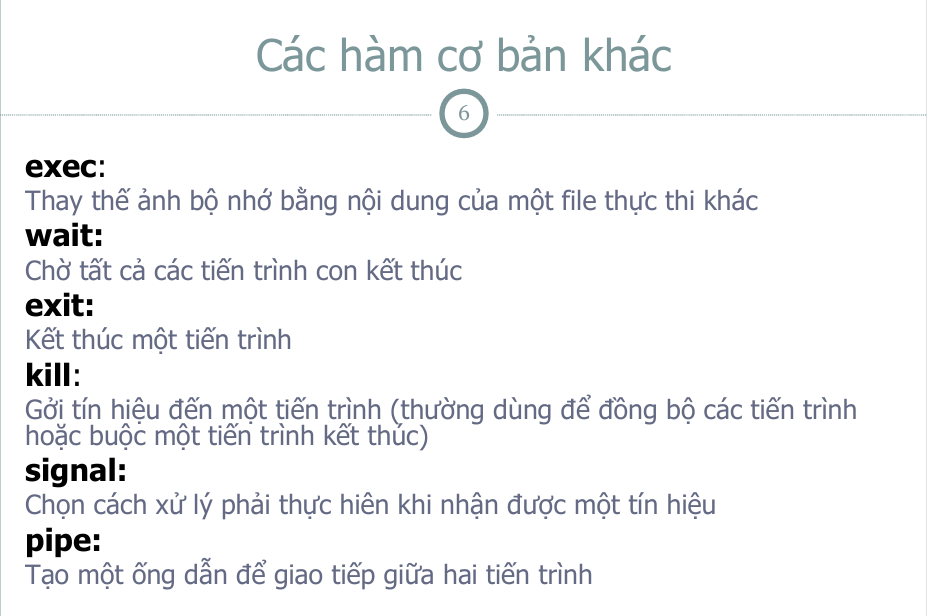 Các hàm cơ bản khác
6
exec:
Thay thế ảnh bộ nhớ bằng nội dung của một file thực thi khác
wait:
Chờ tất cả các tiến trình con kết thúc
exit:
Kết thúc một tiến trình
kill:
Gởi tín hiệu đến một tiến trình (thường dùng để đồng bộ các tiến trình
hoặc buộc một tiến trình kết thúc)
signal:
Chọn cách xử lý phải thực hiên khi nhận được một tín hiệu
pipe:
Tạo một ống dẫn để giao tiếp giữa hai tiến trình